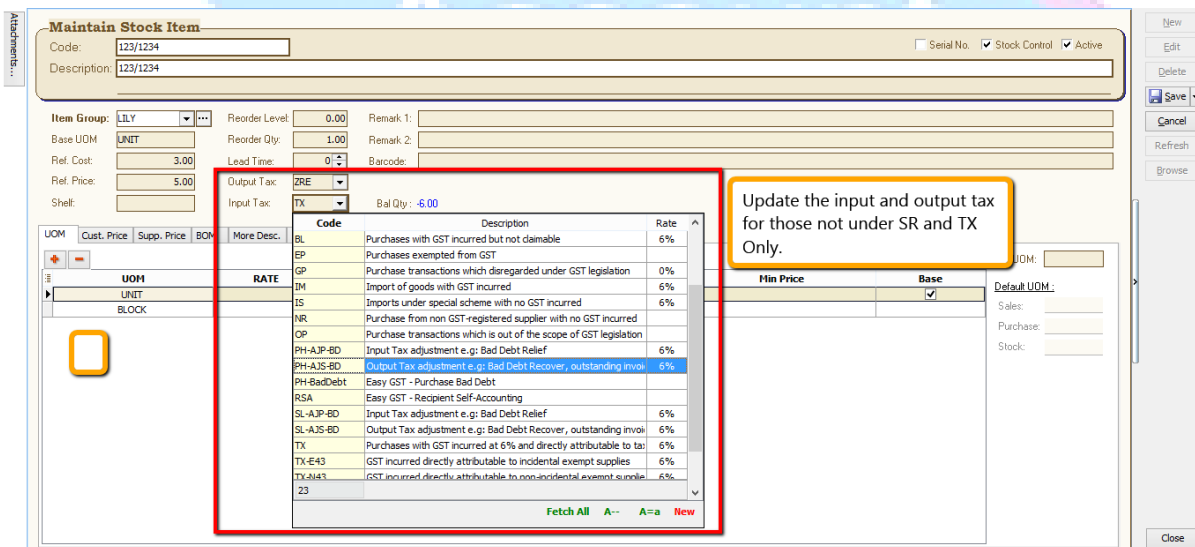 Attachments...
Maintain Stock Item
Code: 123/1234
Serial No. Stock Control Active
Description: 123/1234
Item Group: LILY Reorder Level: 0.00 Remark 1:
Base UOM UNIT Reorder Qty: 1.00 Remark 2:
Ref. Cost: 3.00 Lead Time: 0 Barcode:
Ref. Price: 5.00 Output Tax: ZRE
Shelf: Input Tax: TX Bal Qty : -6.00
Update the input and output tax
for those not under SR and TX
Only.
UOM Cust. Price Supp. Price BOM More Desc.
UOM RATE Min Price Base
UNIT
BLOCK
Code Description Rate
BL Purchases with GST incurred but not claimable 6%
EP Purchases exempted from GST
GP Purchase transactions which disregarded under GST legislation 0%
IM Import of goods with GST incurred 6%
IS Imports under special scheme with no GST incurred 6%
NR Purchase from non GST-registered supplier with no GST incurred
OP Purchase transactions which is out of the scope of GST legislation
PH-AJP-BD Input Tax adjustment e.g: Bad Debt Relief 6%
PH-AJS-BD Output Tax adjustment e.g: Bad Debt Recover, outstanding invoi 6%
PH-BadDebt Easy GST - Purchase Bad Debt
RSA Easy GST - Recipient Self-Accounting
SL-AJP-BD Input Tax adjustment e.g: Bad Debt Relief 6%
SL-AJS-BD Output Tax adjustment e.g: Bad Debt Recover, outstanding invoi 6%
TX Purchases with GST incurred at 6% and directly attributable to ta 6%
TX-E43 GST incurred directly attributable to incidental exempt supplies 6%
TX-N43 GST incurred directly attributable to non-incidental exempt supplie 6%
23
Fetch All A-- A=a New
UOM:
Default UOM :
Sales:
Purchase:
Stock:
New
Edit
Delete
Save
Cancel
Refresh
Browse
Close